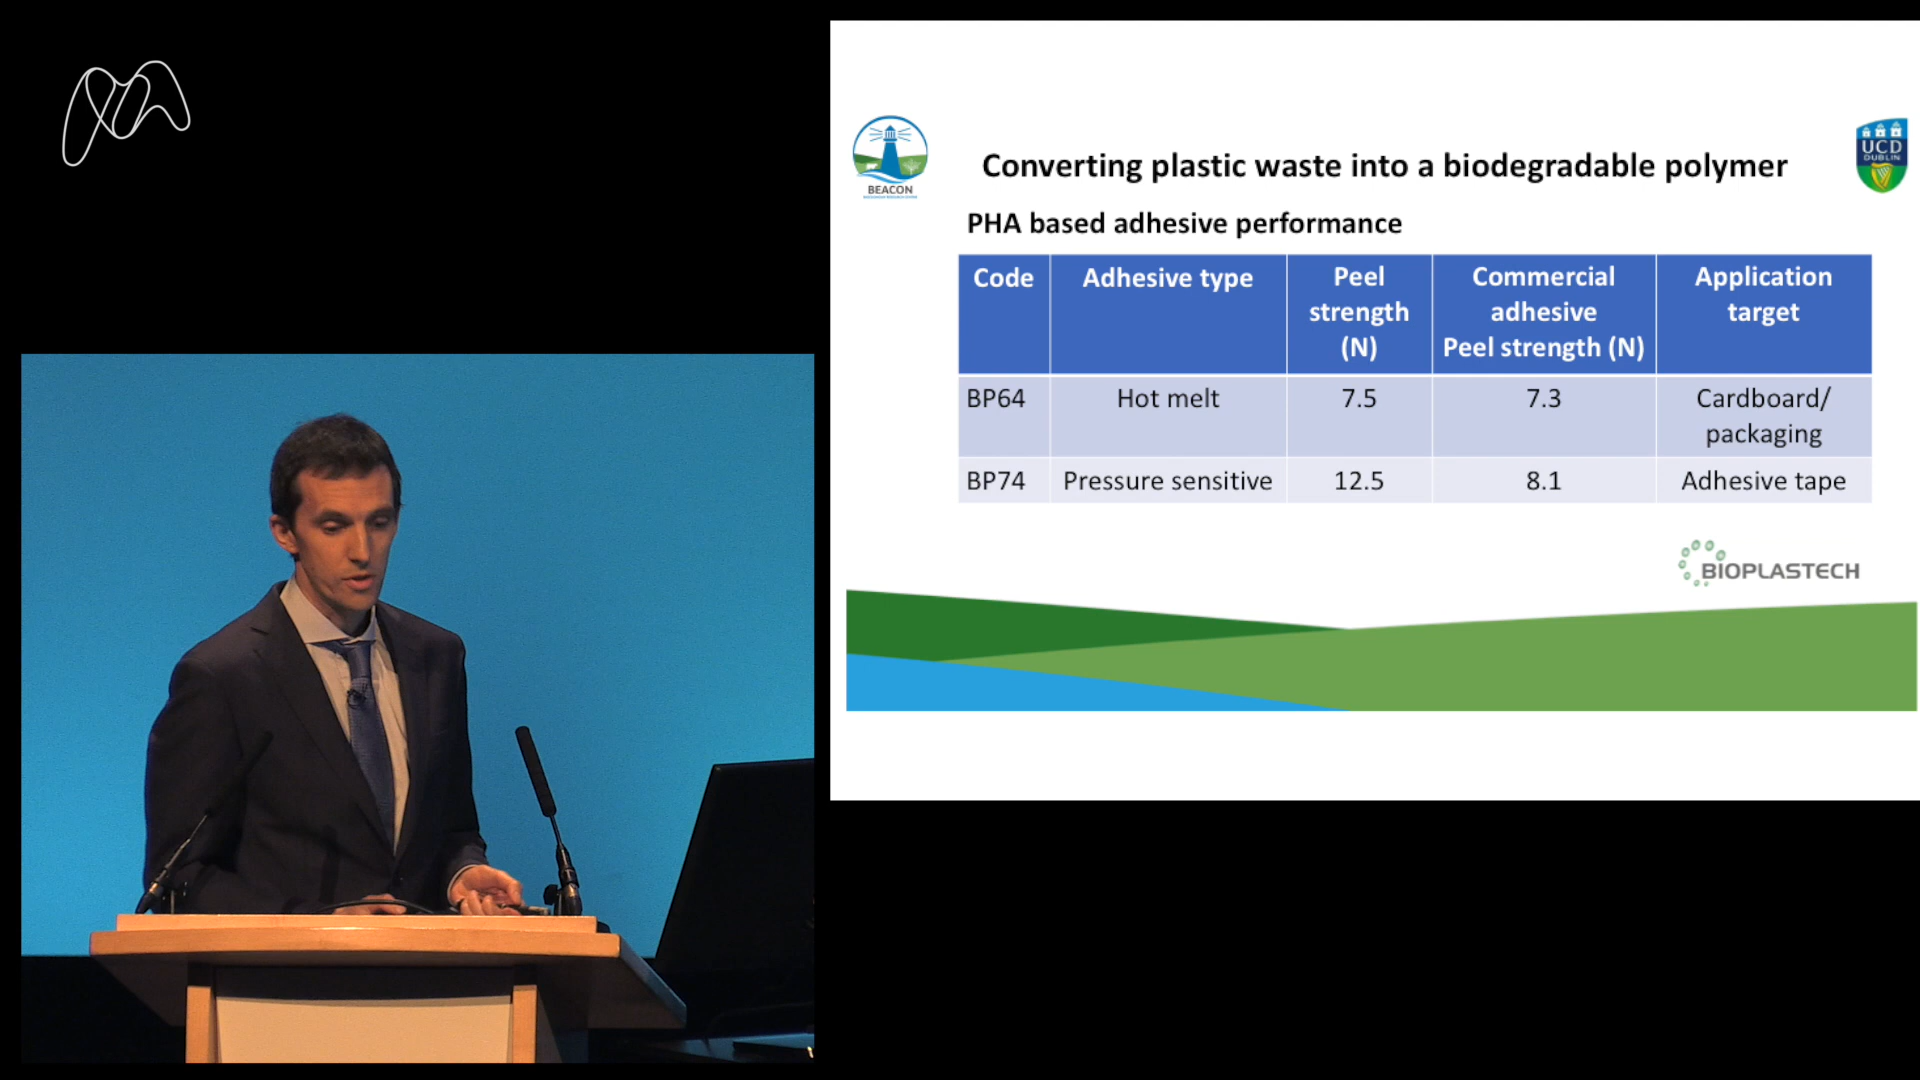 BEACON
UCD
DUBLIN
Converting plastic waste into a biodegradable polymer
PHA based adhesive performance
Code
Adhesive type
Peel
strength
(N)
Commercial
adhesive
Peel strength (N)
Application
target
BP64
Hot melt
7.5
7.3
Cardboard/
packaging
BP74
Pressure sensitive
12.5
8.1
Adhesive tape
BIOPLASTECH